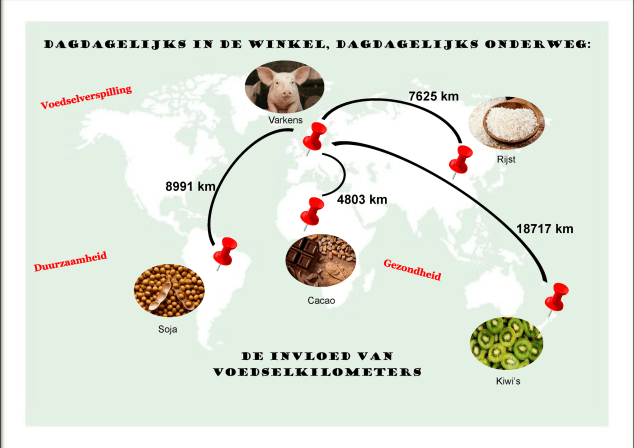 DAGDAGELIJKS IN DE WINKEL, DAGDAGELIJKS ONDERWEG:
Voedselverspilling
7625 km
Varkens
Rijst
8991 km
4803 km
18717 km
Duurzaamheid
Gezondheid
Cacao
Soja
DE INVLOED VAN
VOEDSELKILOMETERS
Kiwi's